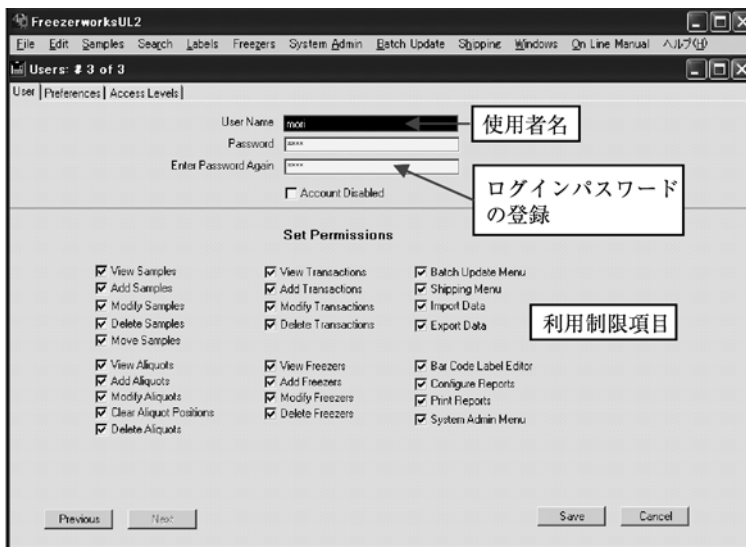 FreezerworksUL2
File Edit Samples Search Labels Freezers System Admin Batch Update Shipping Windows On Line Manual ヘルプ(H)
Users: # 3 of 3
User Preferences Access Levels
User Name mori
使用者名
Password ****
Enter Password Again ****
ログインパスワード
の登録
Account Disabled
Set Permissions
View Samples
Add Samples
Modify Samples
Delete Samples
Move Samples
View Aliquots
Add Aliquots
Modify Aliquots
Clear Aliquot Positions
Delete Aliquots
View Transactions
Add Transactions
Modify Transactions
Delete Transactions
View Freezers
Add Freezers
Modify Freezers
Delete Freezers
Batch Update Menu
Shipping Menu
Import Data
Export Data
利用制限項目
Bar Code Label Editor
Configure Reports
Print Reports
System Admin Menu
Previous Next Save Cancel